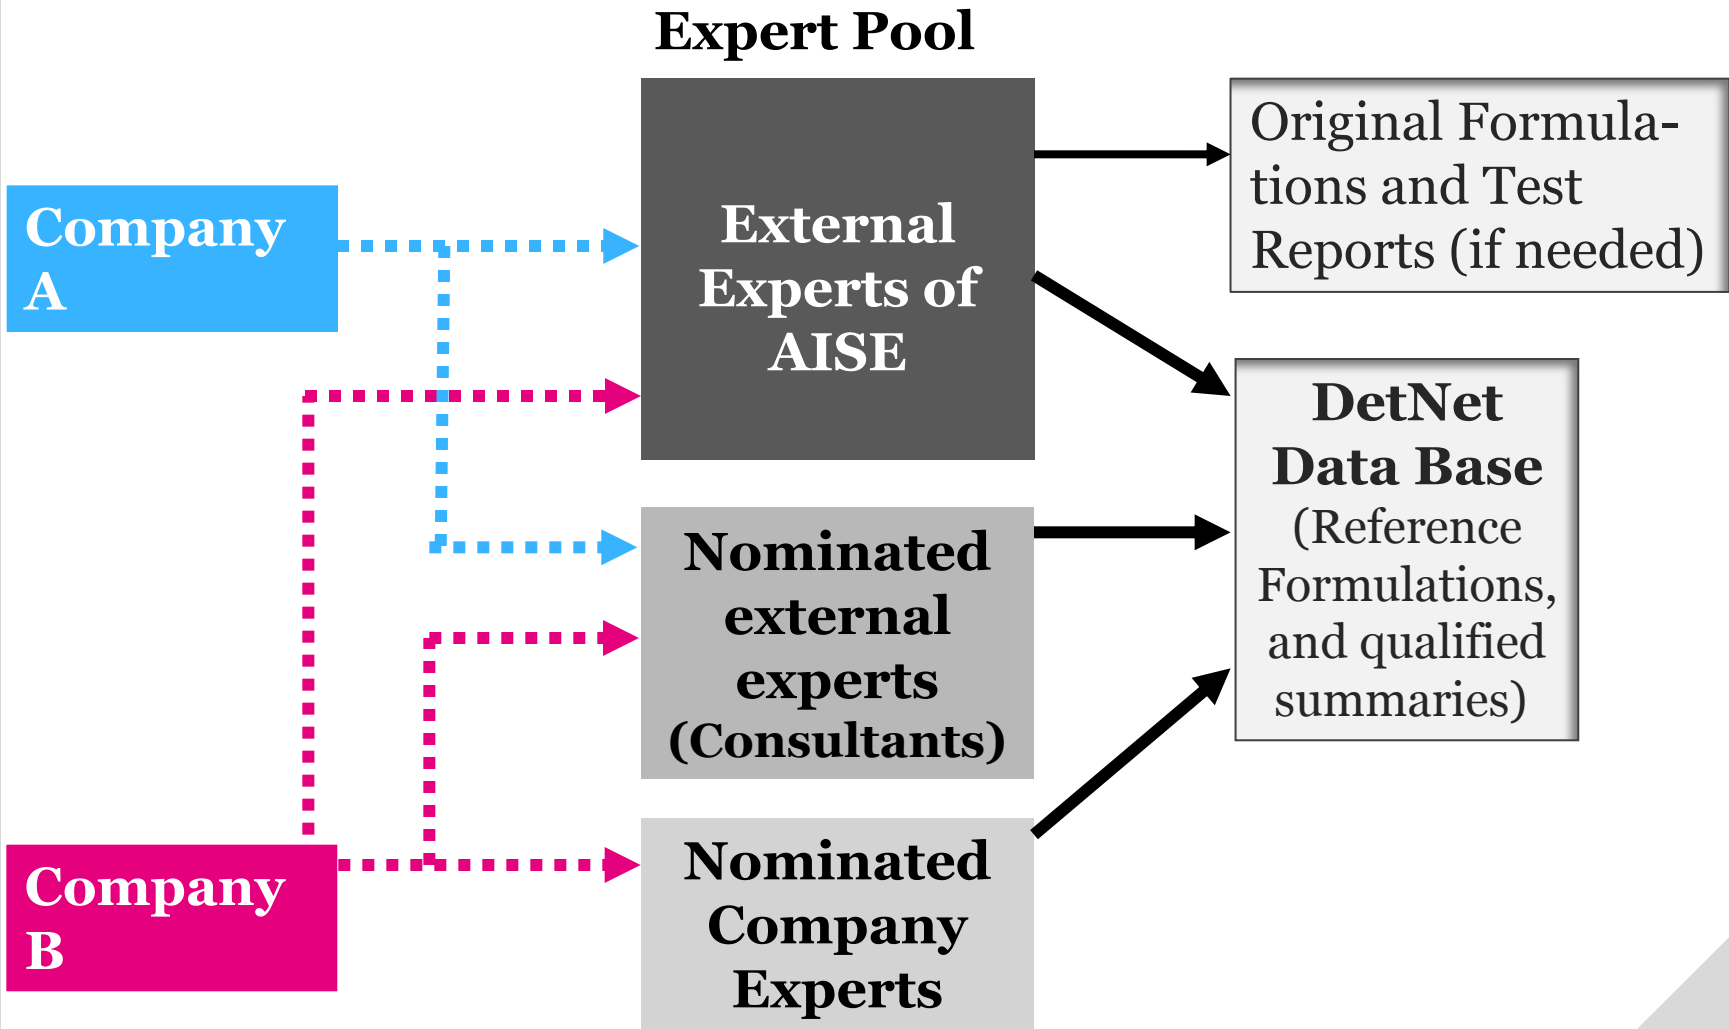 Expert Pool
Company
A
External
Experts of
AISE
Original Formula-
tions and Test
Reports (if needed)
DetNet
Data Base
(Reference
Formulations,
and qualified
summaries)
Nominated
external
experts
(Consultants)
Company
B
Nominated
Company
Experts